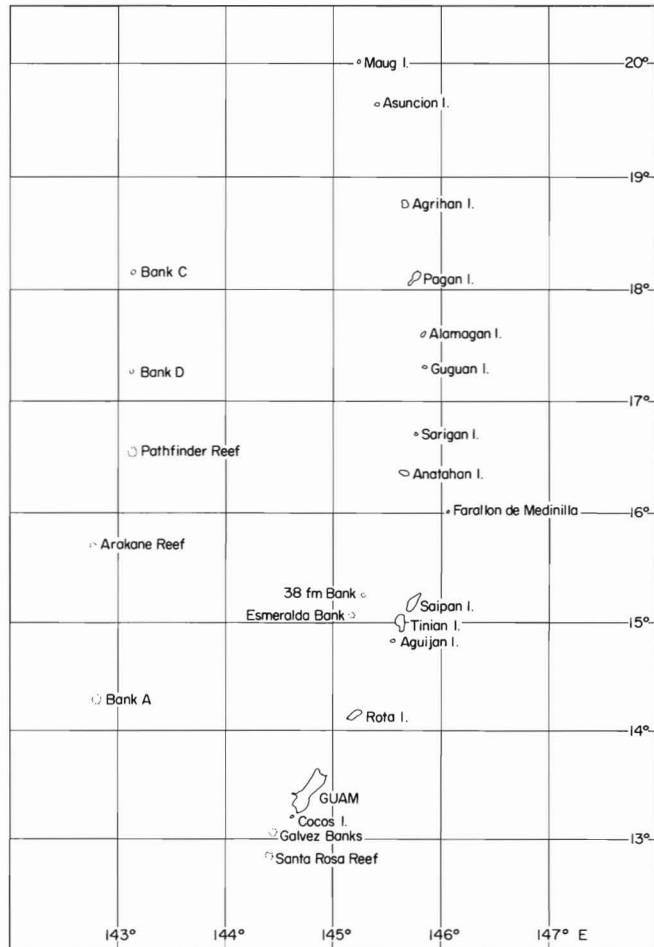 Maug I.
20°
Asuncion I.
19°
Agrihan I.
Bank C
Pagan I.
18°
Alamagan I.
Bank D
Guguan I.
17°
Sarigan I.
Pathfinder Reef
Anatahan I.
Farallon de Medinilla
16°
Arakane Reef
38 fm Bank
Saipan I.
Esmeralda Bank
Tinian I.
15°
Aguijan I.
Bank A
Rota I.
14°
GUAM
Cocos I.
Galvez Banks
13°
Santa Rosa Reef
143° 144° 145° 146° 147° E